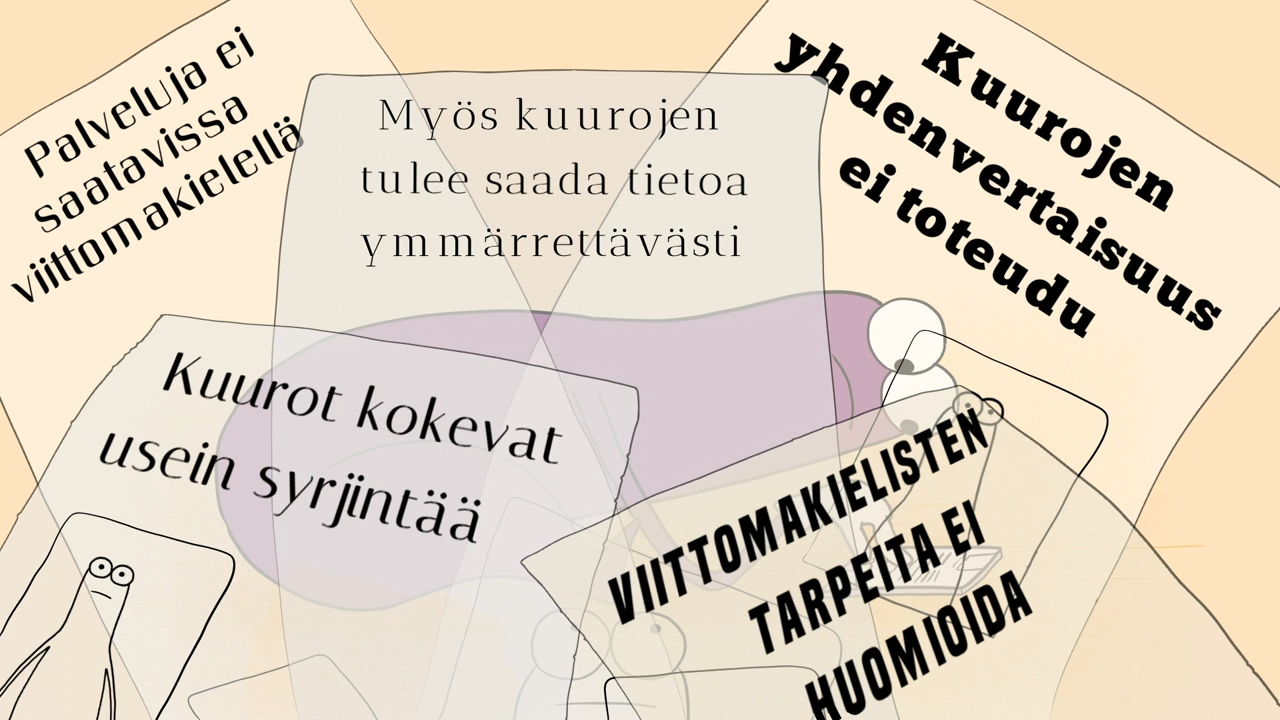 Palveluja ei
saatavissa
viittomakielellä
Myös kuurojen
tulee saada tietoa
ymmärrettävästi
Kuurojen
yhdenvertaisuus
ei toteudu
Kuurot kokevat
usein syrjintää
VIITTOMAKIELISTEN
TARPEITA EI
HUOMIOIDA